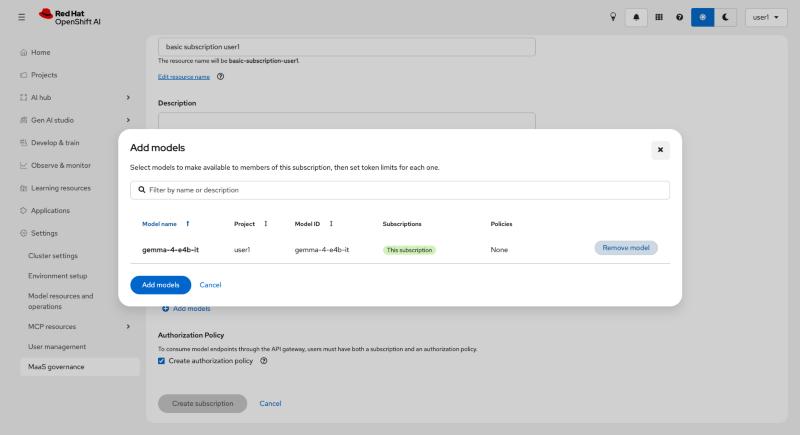 Red Hat
OpenShift AI
user1
Home
Projects
AI hub
Gen AI studio
Develop & train
Observe & monitor
Learning resources
Applications
Settings
Cluster settings
Environment setup
Model resources and
operations
MCP resources
User management
MaaS governance
basic subscription user1
The resource name will be basic-subscription-user1.
Edit resource name
Description
Add models
Select models to make available to members of this subscription, then set token limits for each one.
Filter by name or description
Model name Project Model ID Subscriptions Policies
gemma-4-e4b-it user1 gemma-4-e4b-it This subscription None Remove model
Add models Cancel
Add models
Authorization Policy
To consume model endpoints through the API gateway, users must have both a subscription and an authorization policy.
Create authorization policy
Create subscription Cancel